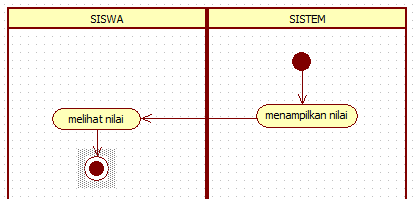 SISWA
SISTEM
menampilkan nilai
melihat nilai